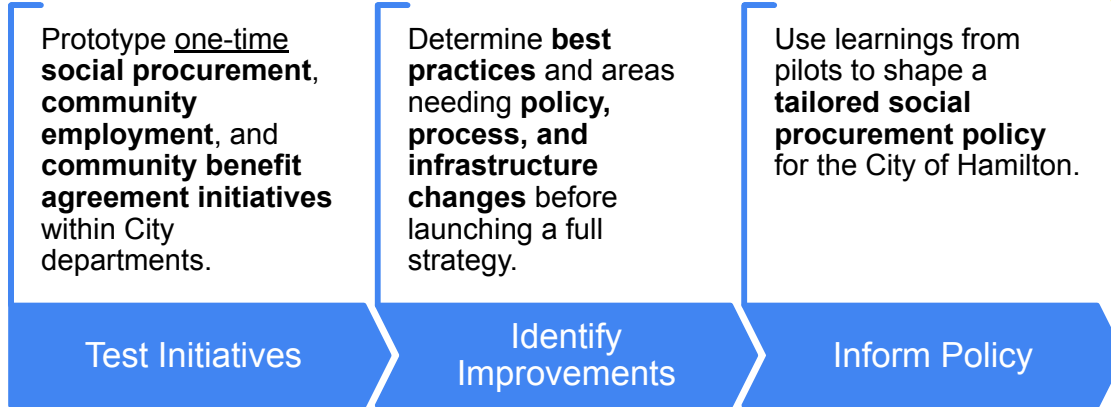 Prototype one-time
social procurement,
community
employment, and
community benefit
agreement initiatives
within City
departments.
Test Initiatives
Determine best
practices and areas
needing policy,
process, and
infrastructure
changes before
launching a full
strategy.
Identify
Improvements
Use learnings from
pilots to shape a
tailored social
procurement policy
for the City of Hamilton.
Inform Policy